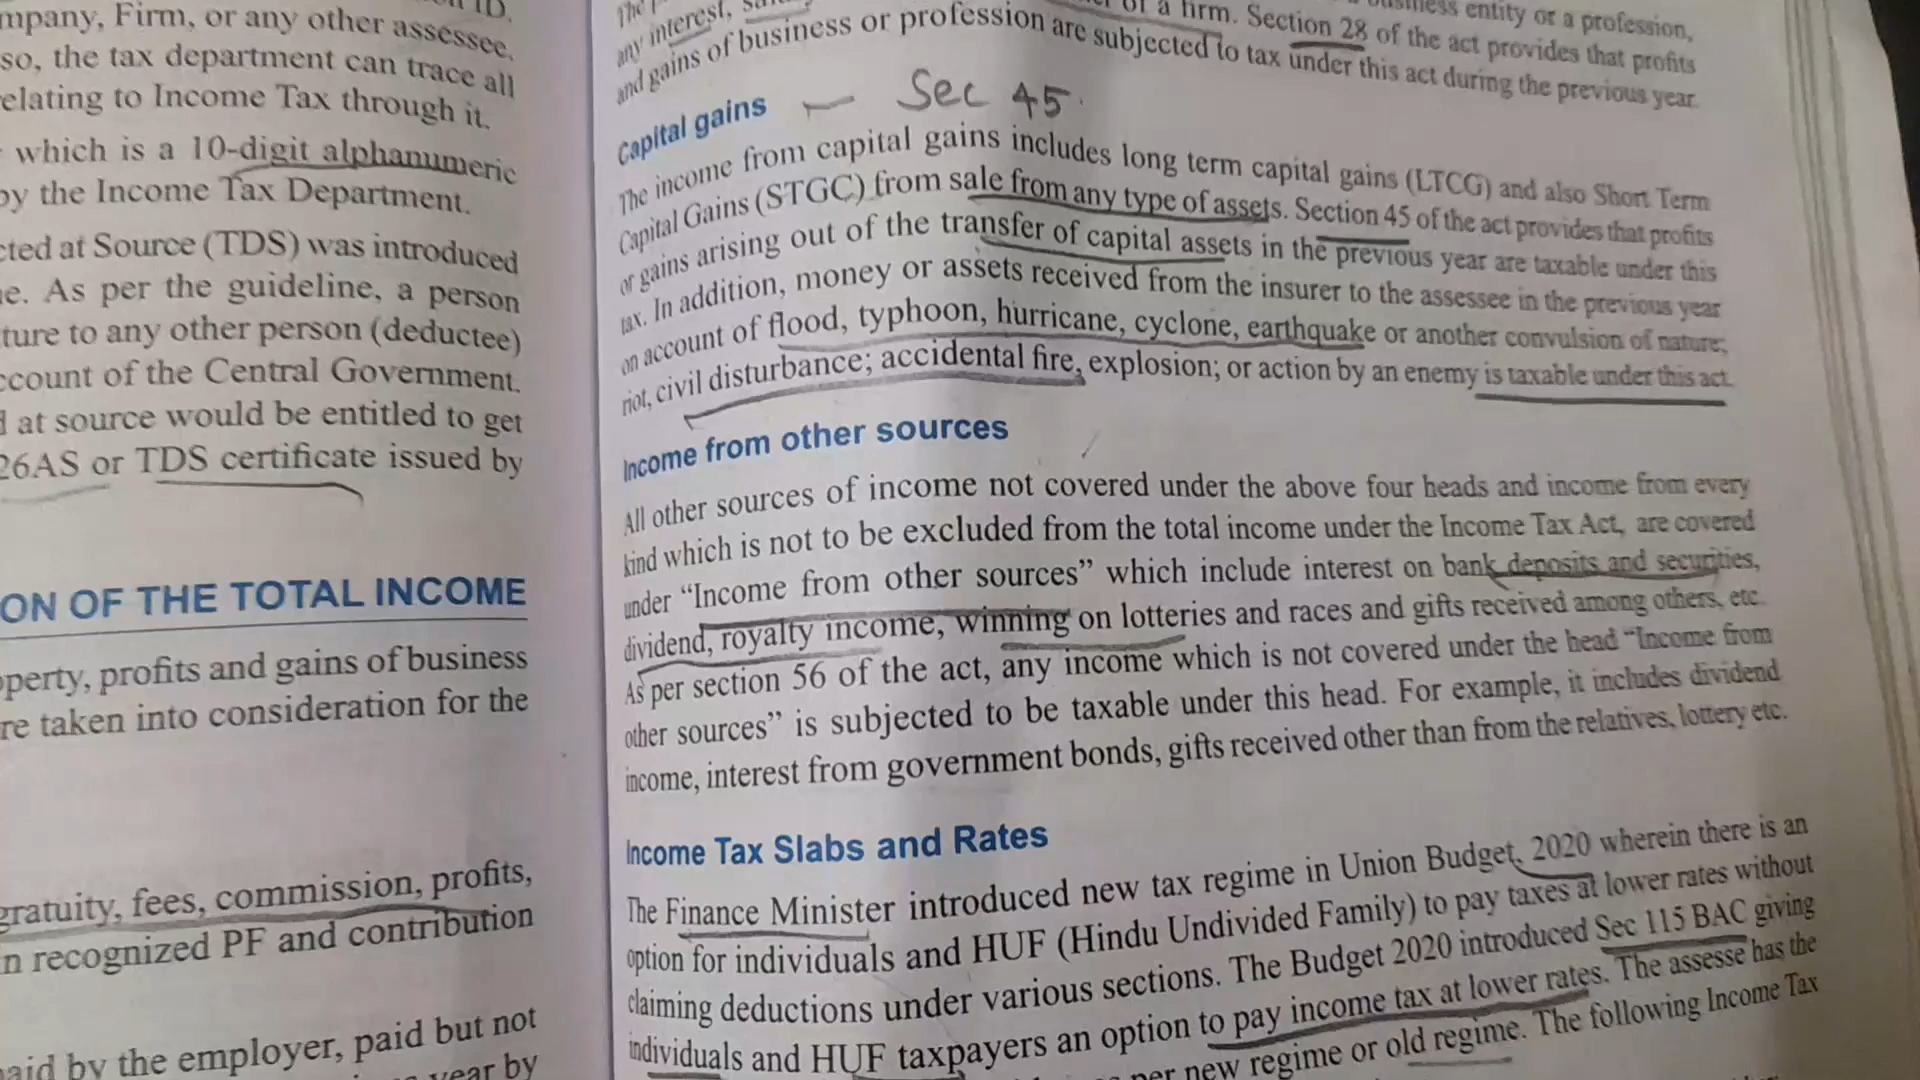 mpany, Firm, or any other assessee.
so, the tax department can trace all
elating to Income Tax through it.
which is a 10-digit alphanumeric
by the Income Tax Department.
cted at Source (TDS) was introduced
e. As per the guideline, a person
ture to any other person (deductee)
ccount of the Central Government.
d at source would be entitled to get
26AS or TDS certificate issued by
ON OF THE TOTAL INCOME
operty, profits and gains of business
re taken into consideration for the
gratuity, fees, commission, profits,
n recognized PF and contribution
aid by the employer, paid but not
year by
any interest, of a firm. Section 28 of the act provides that profits
and gains of business or profession are subjected to tax under this act during the previous year.
Capital gains — Sec 45.
The income from capital gains includes long term capital gains (LTCG) and also Short Term
Capital Gains (STGC) from sale from any type of assets. Section 45 of the act provides that profits
or gains arising out of the transfer of capital assets in the previous year are taxable under this
tax. In addition, money or assets received from the insurer to the assessee in the previous year
on account of flood, typhoon, hurricane, cyclone, earthquake or another convulsion of nature;
riot, civil disturbance; accidental fire, explosion; or action by an enemy is taxable under this act.
Income from other sources
All other sources of income not covered under the above four heads and income from every
kind which is not to be excluded from the total income under the Income Tax Act, are covered
under “Income from other sources” which include interest on bank deposits and securities,
dividend, royalty income, winning on lotteries and races and gifts received among others, etc.
As per section 56 of the act, any income which is not covered under the head “Income from
other sources” is subjected to be taxable under this head. For example, it includes dividend
income, interest from government bonds, gifts received other than from the relatives, lottery etc.
Income Tax Slabs and Rates
The Finance Minister introduced new tax regime in Union Budget, 2020 wherein there is an
option for individuals and HUF (Hindu Undivided Family) to pay taxes at lower rates without
claiming deductions under various sections. The Budget 2020 introduced Sec 115 BAC giving
individuals and HUF taxpayers an option to pay income tax at lower rates. The assesse has the
per new regime or old regime. The following Income Tax